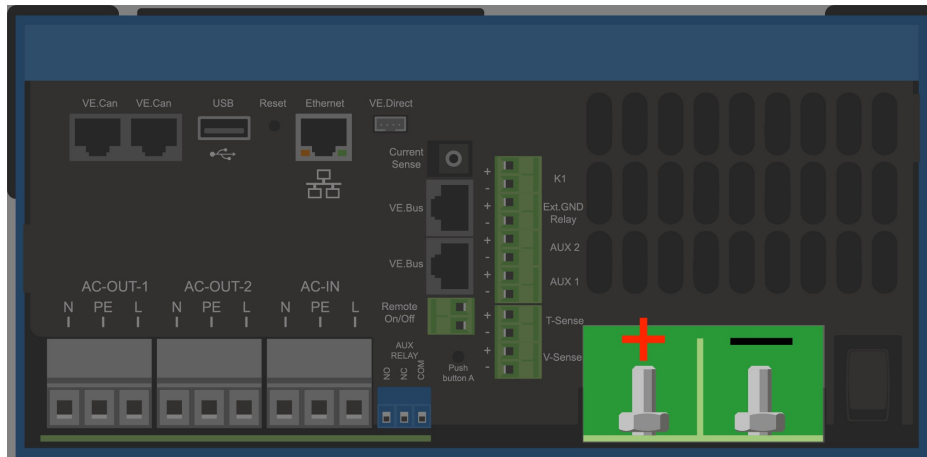 VE.Can VE.Can USB Reset Ethernet VE.Direct
Current
Sense
+
-
K1
VE.Bus
+
-
Ext.GND
Relay
+
-
AUX 2
VE.Bus
+
-
AUX 1
AC-OUT-1 AC-OUT-2 AC-IN
N PE L N PE L N PE L
Remote
On/Off
+
-
T-Sense
AUX
RELAY
NO NC COM
Push
button A
+
-
V-Sense
+ -